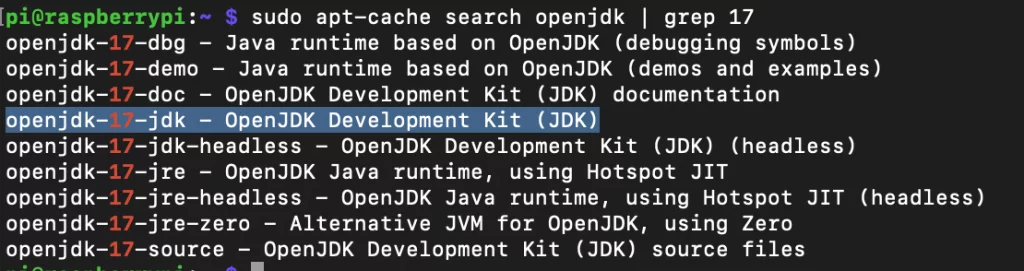 [pi@raspberrypi:~ $ sudo apt-cache search openjdk | grep 17
openjdk-17-dbg - Java runtime based on OpenJDK (debugging symbols)
openjdk-17-demo - Java runtime based on OpenJDK (demos and examples)
openjdk-17-doc - OpenJDK Development Kit (JDK) documentation
openjdk-17-jdk - OpenJDK Development Kit (JDK)
openjdk-17-jdk-headless - OpenJDK Development Kit (JDK) (headless)
openjdk-17-jre - OpenJDK Java runtime, using Hotspot JIT
openjdk-17-jre-headless - OpenJDK Java runtime, using Hotspot JIT (headless)
openjdk-17-jre-zero - Alternative JVM for OpenJDK, using Zero
openjdk-17-source - OpenJDK Development Kit (JDK) source files
pi@raspberrypi:~ $